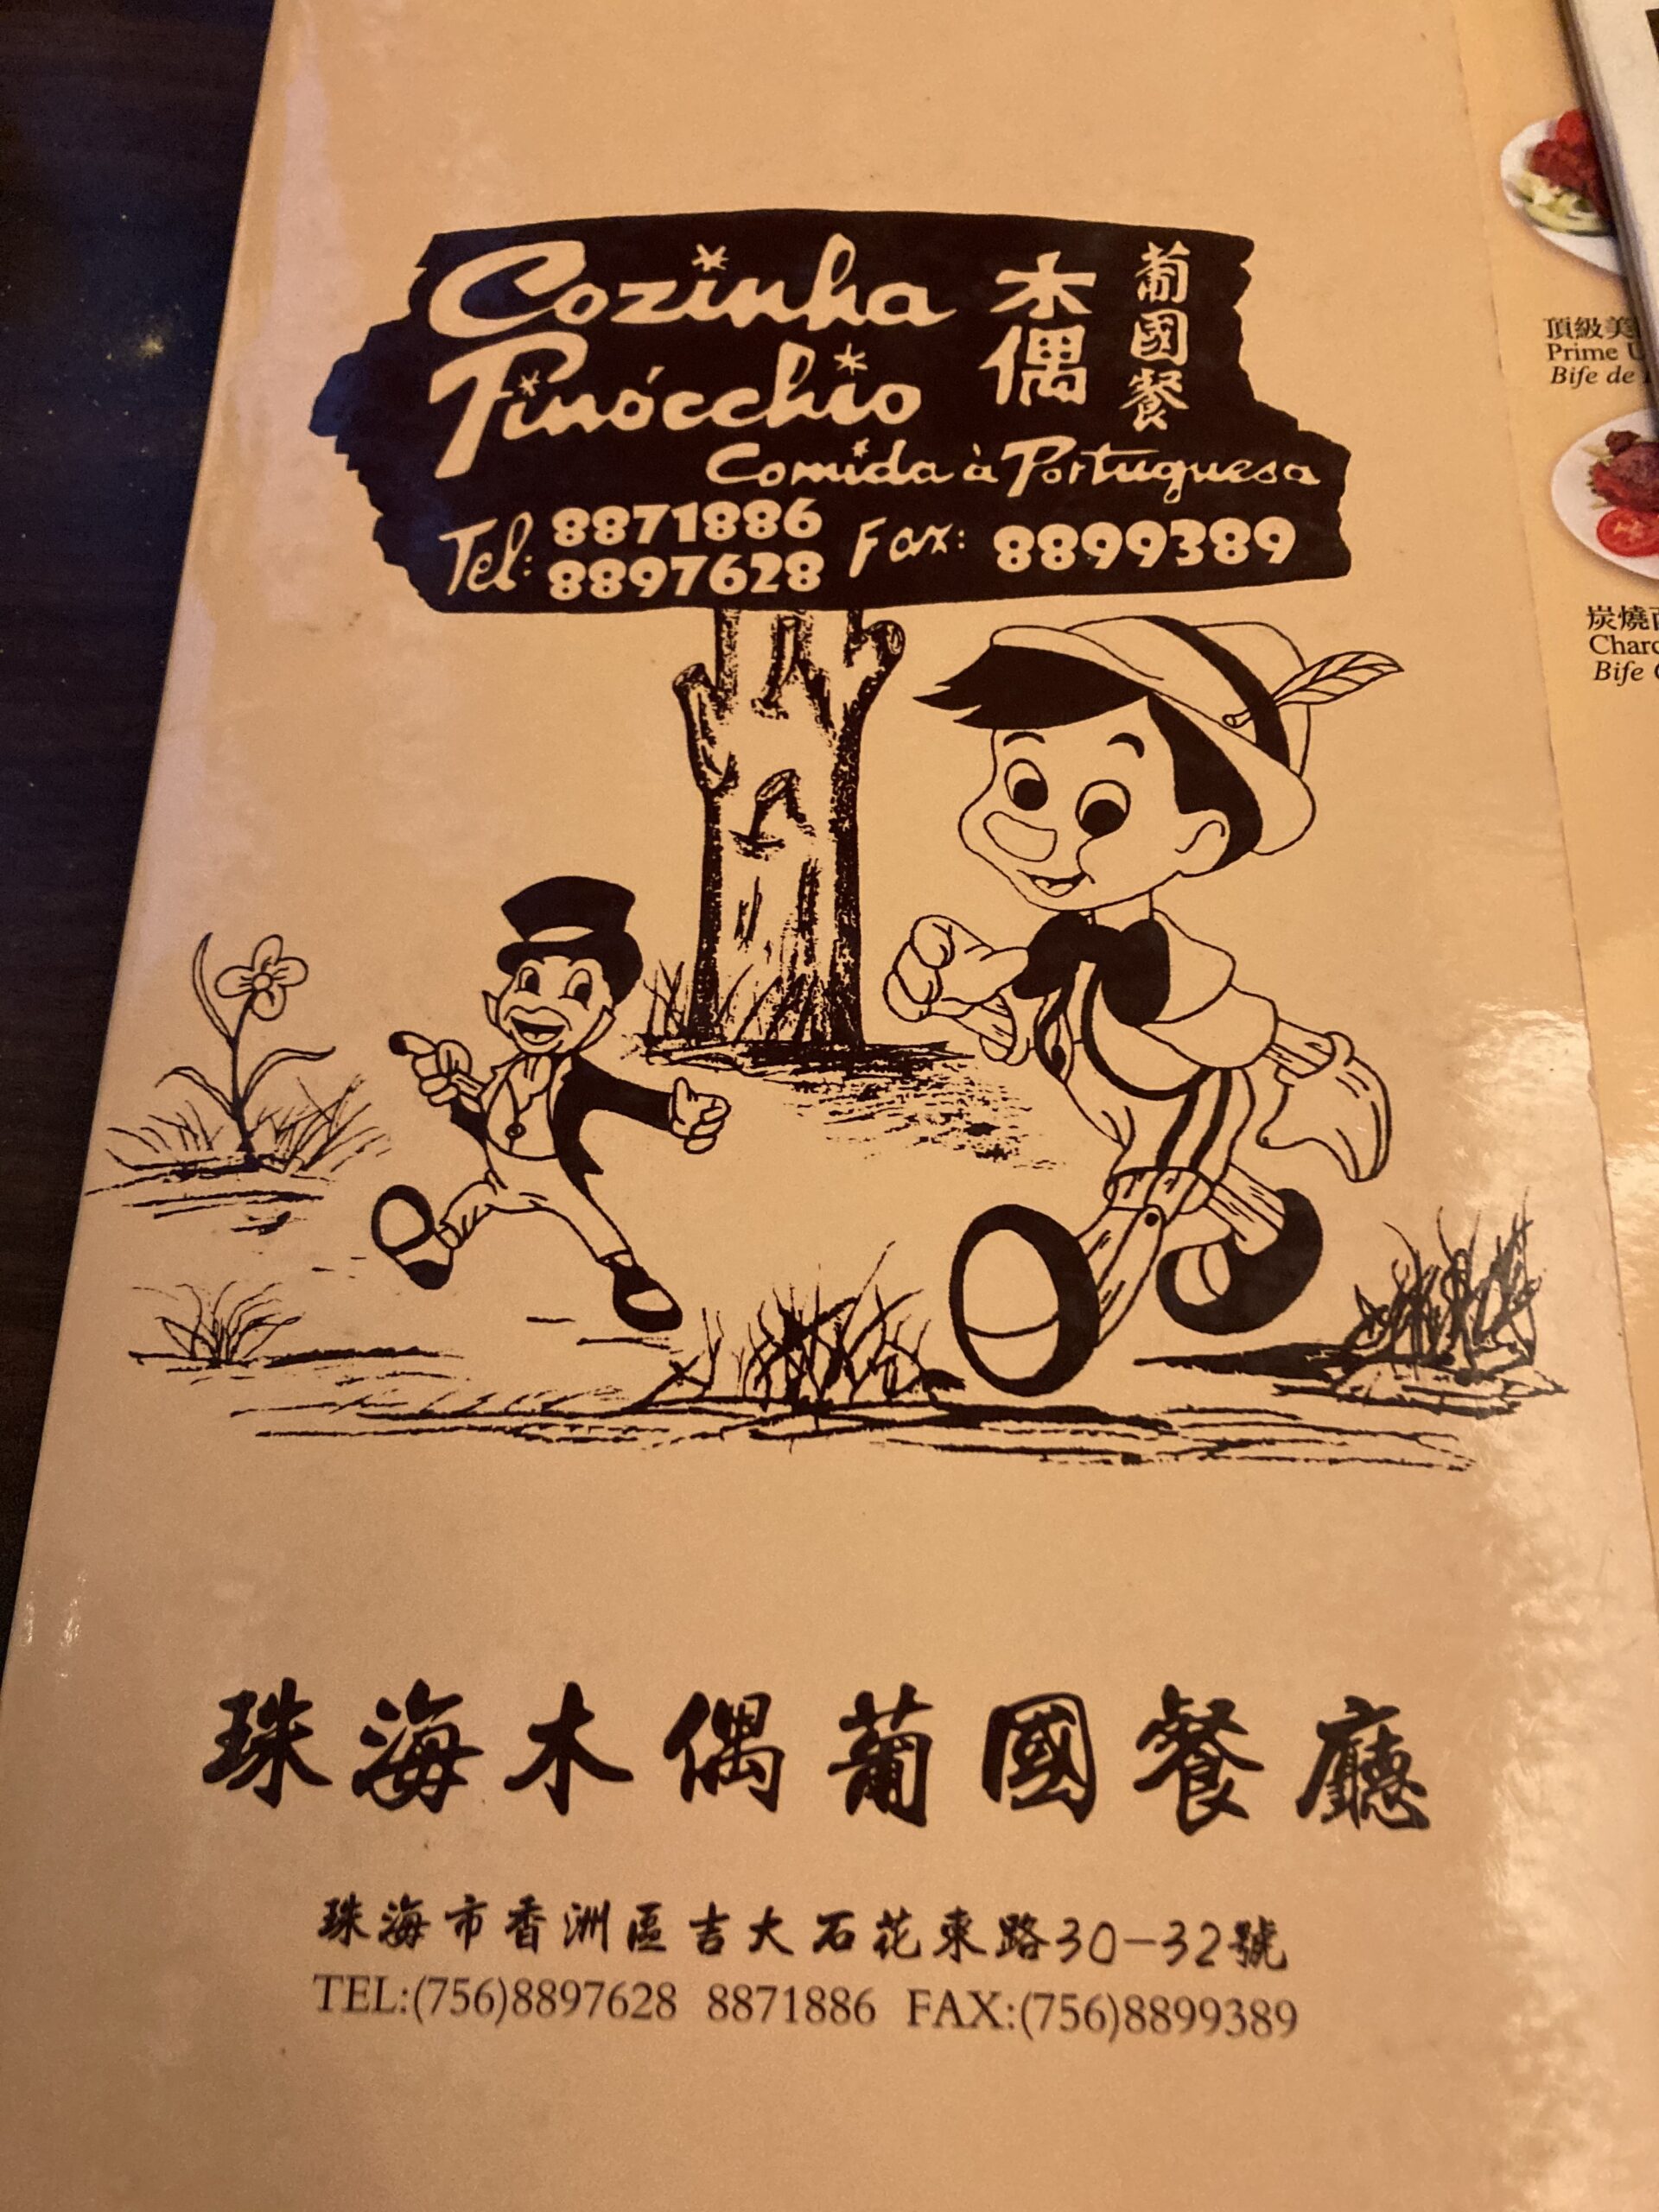 Cozinha
Pinócchio
木偶
葡國餐
Comida à Portuguesa
Tel: 8871886
8897628
Fax: 8899389
珠海木偶葡國餐廳
珠海市香洲區吉大石花東路30-32號
TEL:(756)8897628 8871886 FAX:(756)8899389
頂級美
Prime
Bife de
炭燒
Bife